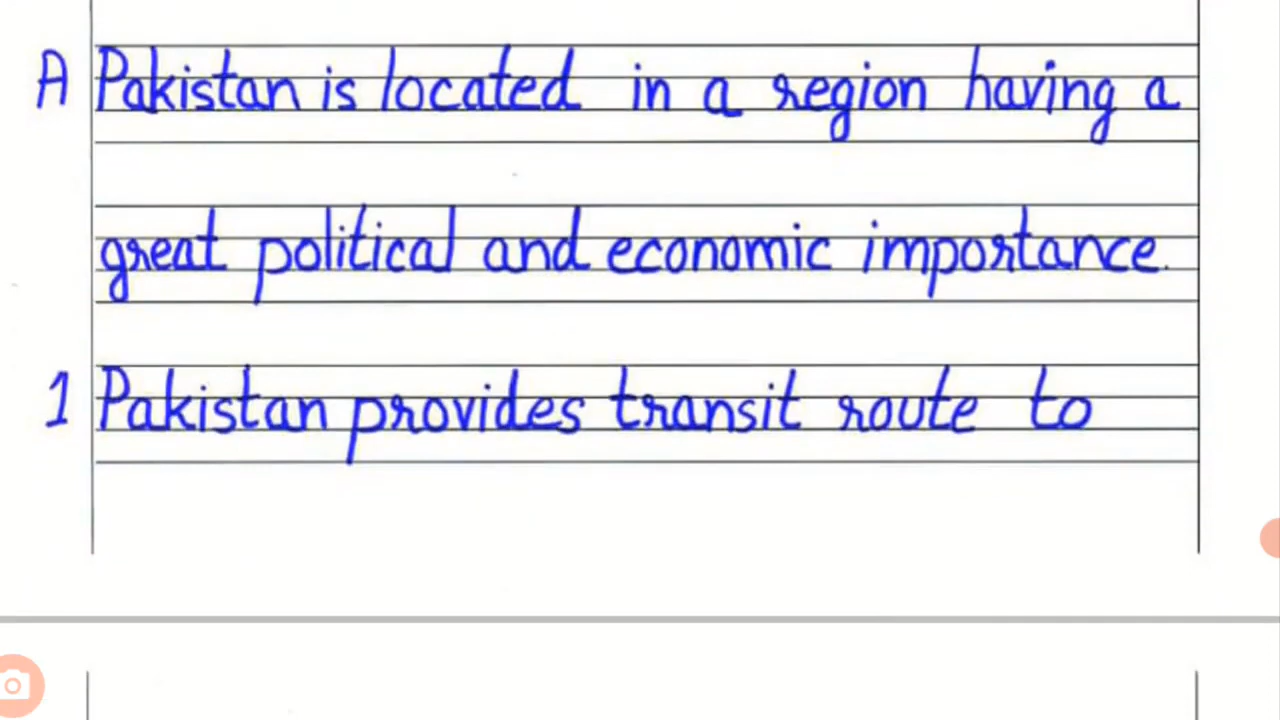 A Pakistan is located in a region having a
great political and economic importance.
1 Pakistan provides transit route to